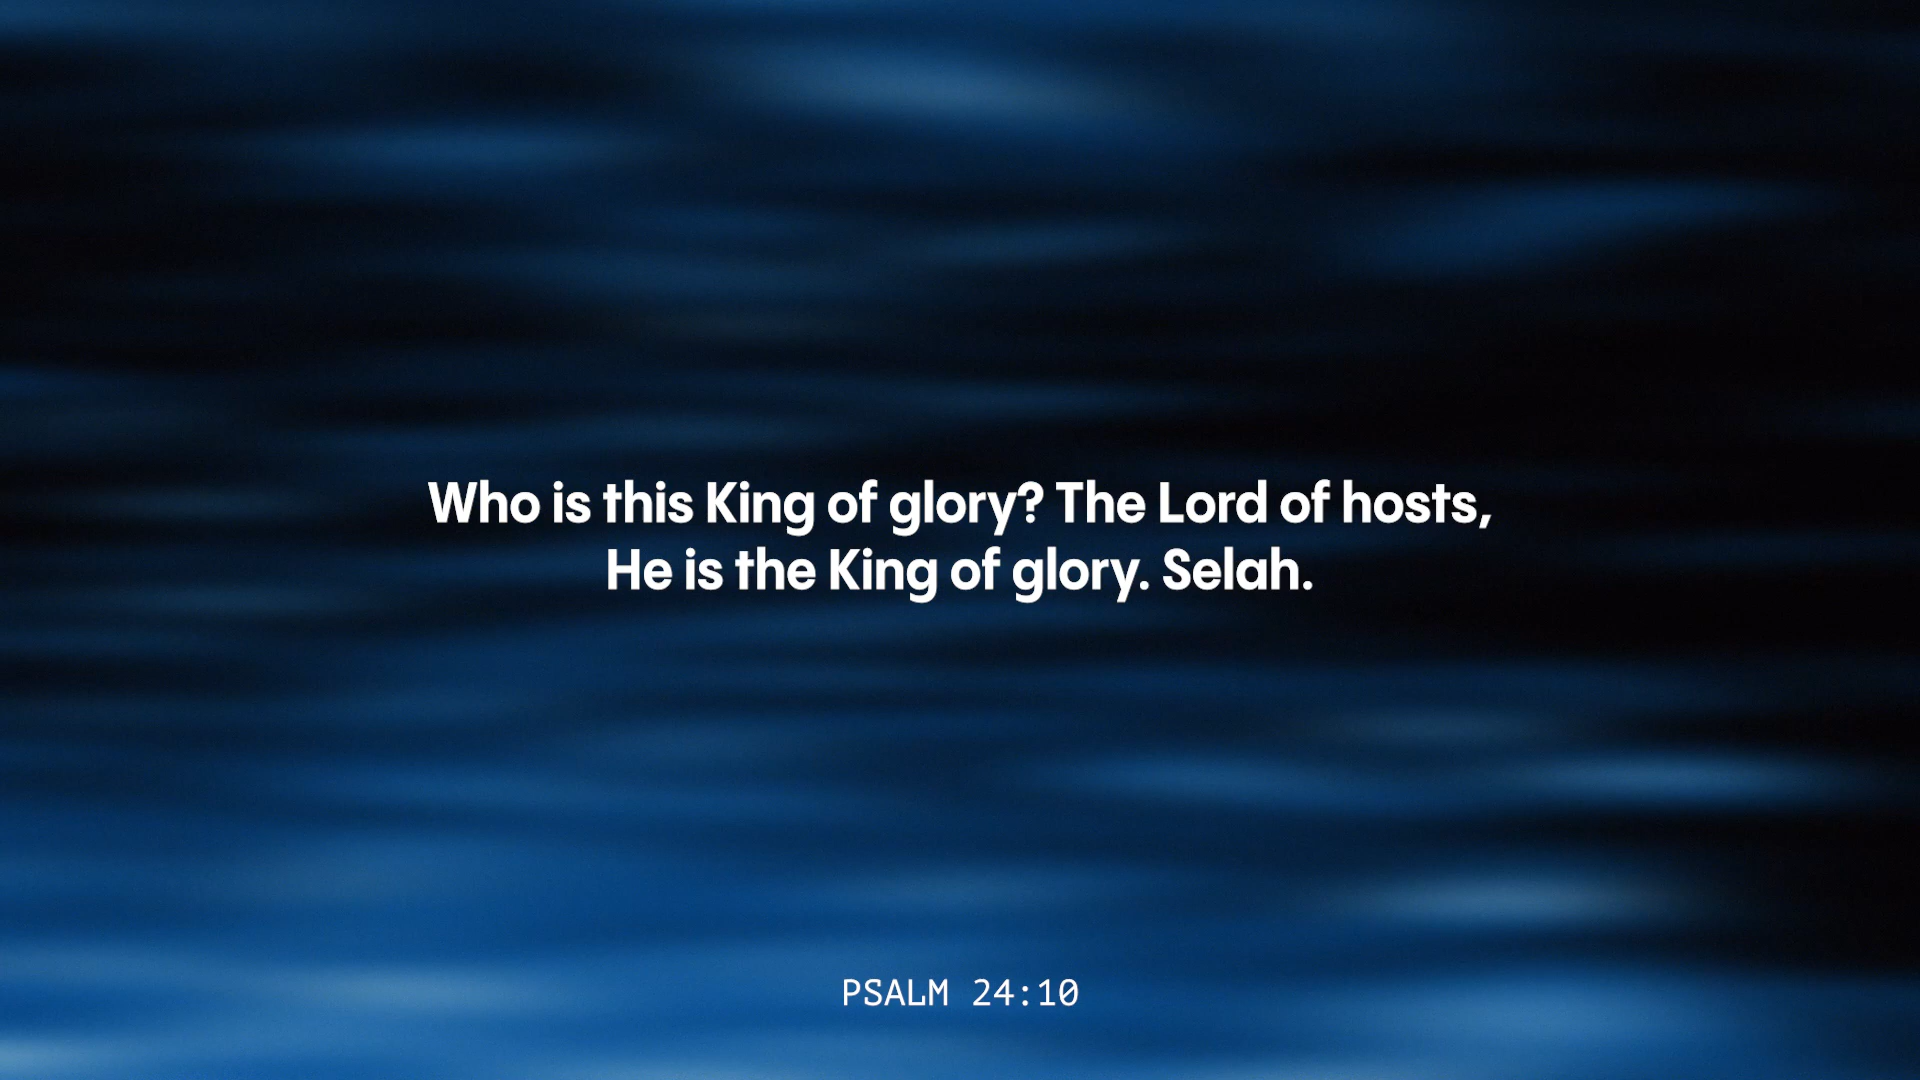 Who is this King of glory? The Lord of hosts,
He is the King of glory. Selah.
PSALM 24:10